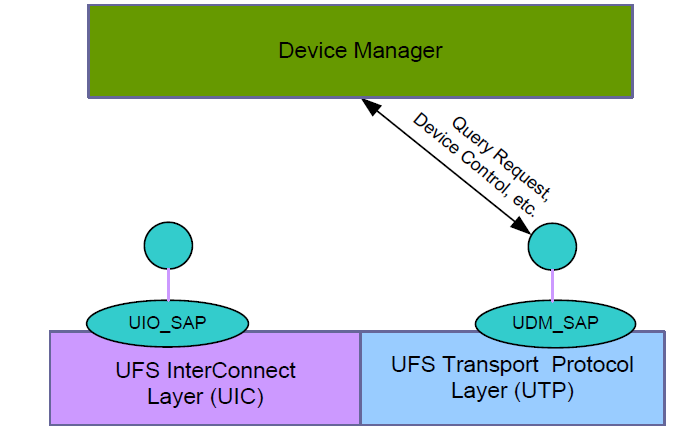 Device Manager
Query Request,
Device Control, etc.
UIO_SAP
UDM_SAP
UFS InterConnect
Layer (UIC)
UFS Transport Protocol
Layer (UTP)